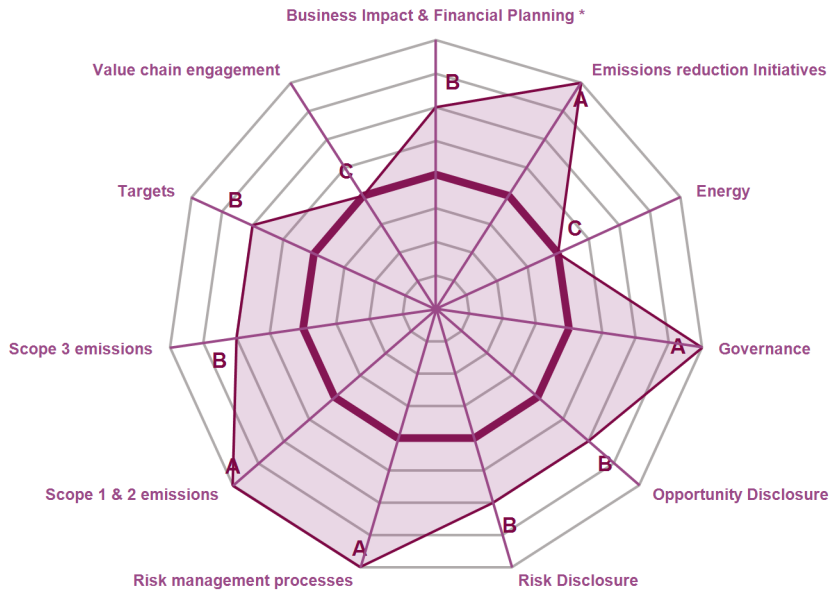 Business Impact & Financial Planning *
Value chain engagement
Emissions reduction Initiatives
B
A
C
Targets
B
Energy
C
Scope 3 emissions
B
A
Governance
A
B
Scope 1 & 2 emissions
Opportunity Disclosure
B
A
Risk management processes
Risk Disclosure